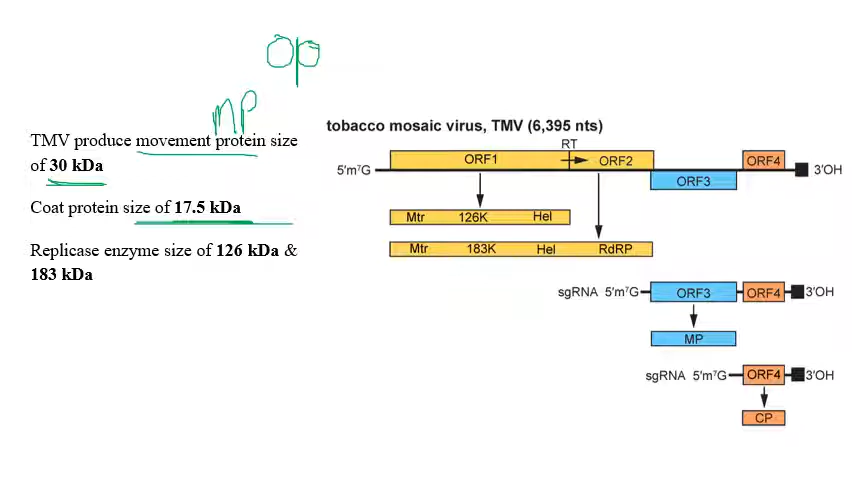 OP
MP
TMV produce movement protein size
of 30 kDa
Coat protein size of 17.5 kDa
Replicase enzyme size of 126 kDa &
183 kDa
tobacco mosaic virus, TMV (6,395 nts)
RT
5'm⁷G ORF1 ORF2 ORF4 3'OH
ORF3
Mtr 126K Hel
Mtr 183K Hel RdRP
sgRNA 5'm⁷G ORF3 ORF4 3'OH
MP
sgRNA 5'm⁷G ORF4 3'OH
CP